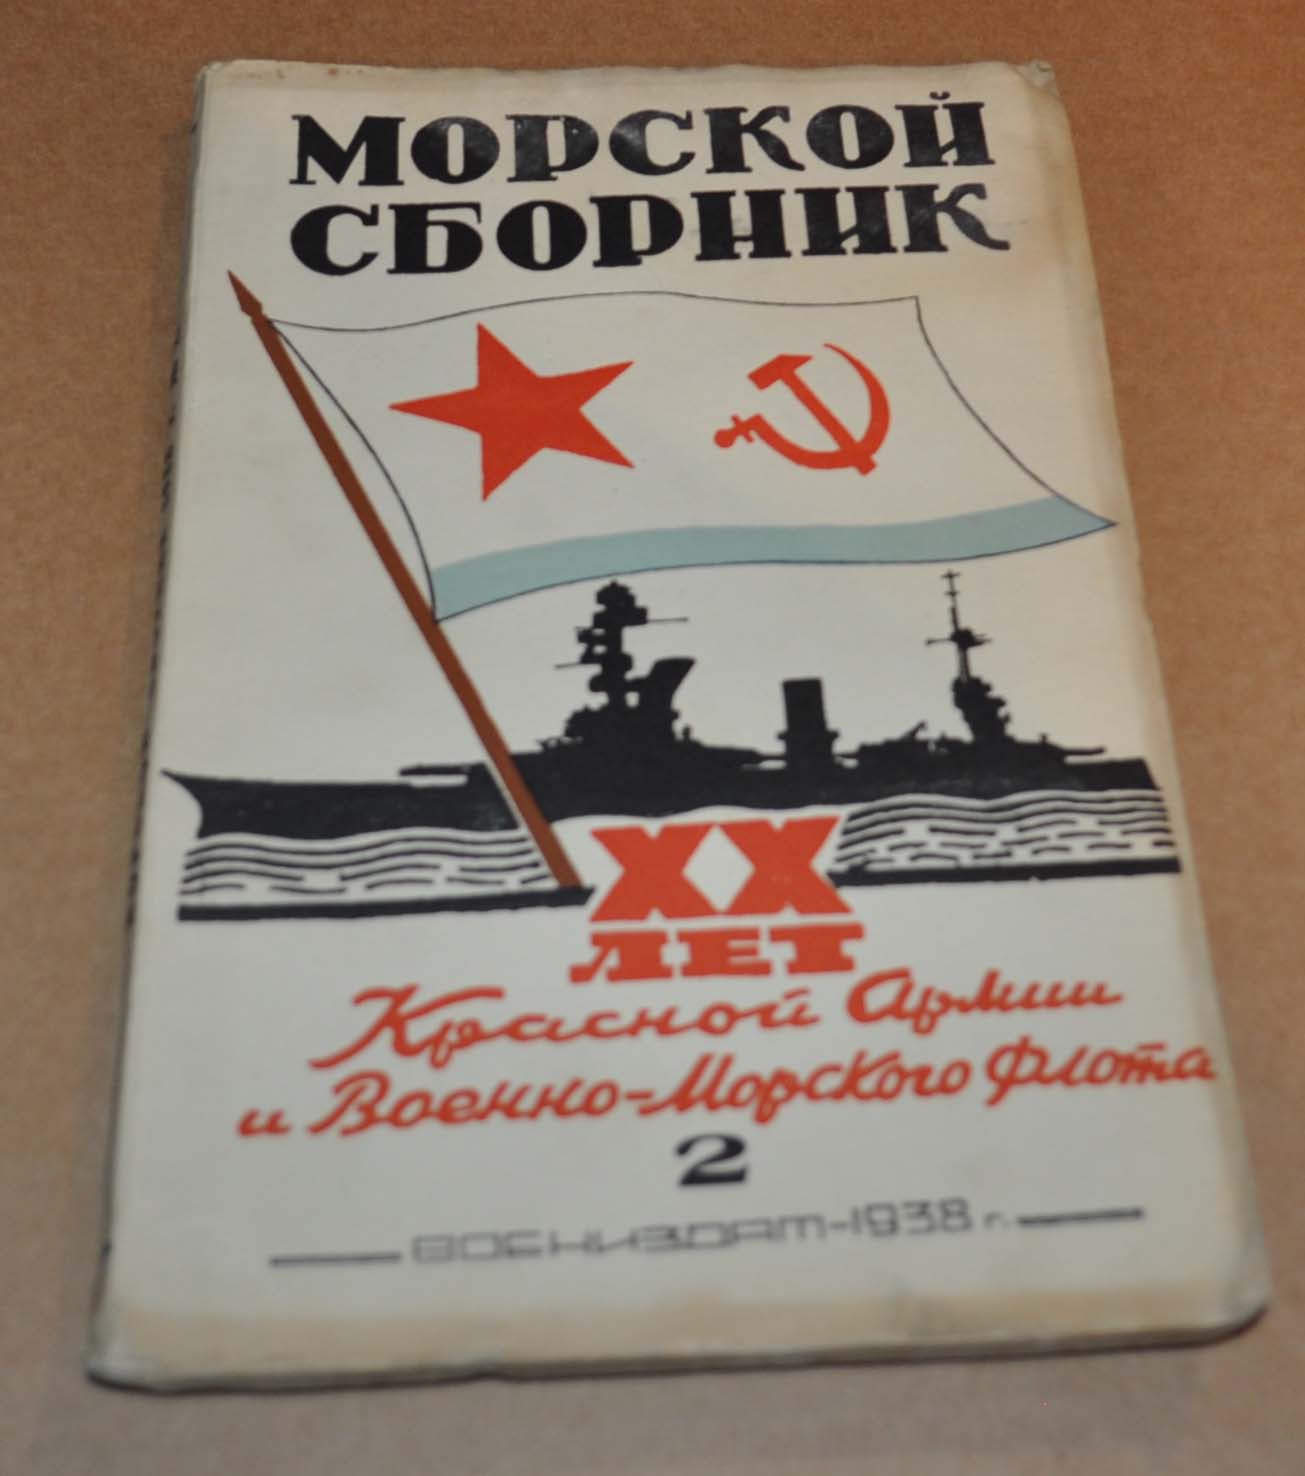 МОРСКОЙ
СБОРНИК
XX
ЛЕТ
Красной Армии
и Военно-Морского Флота
2
ВОЕНИЗДАТ-1938 г.